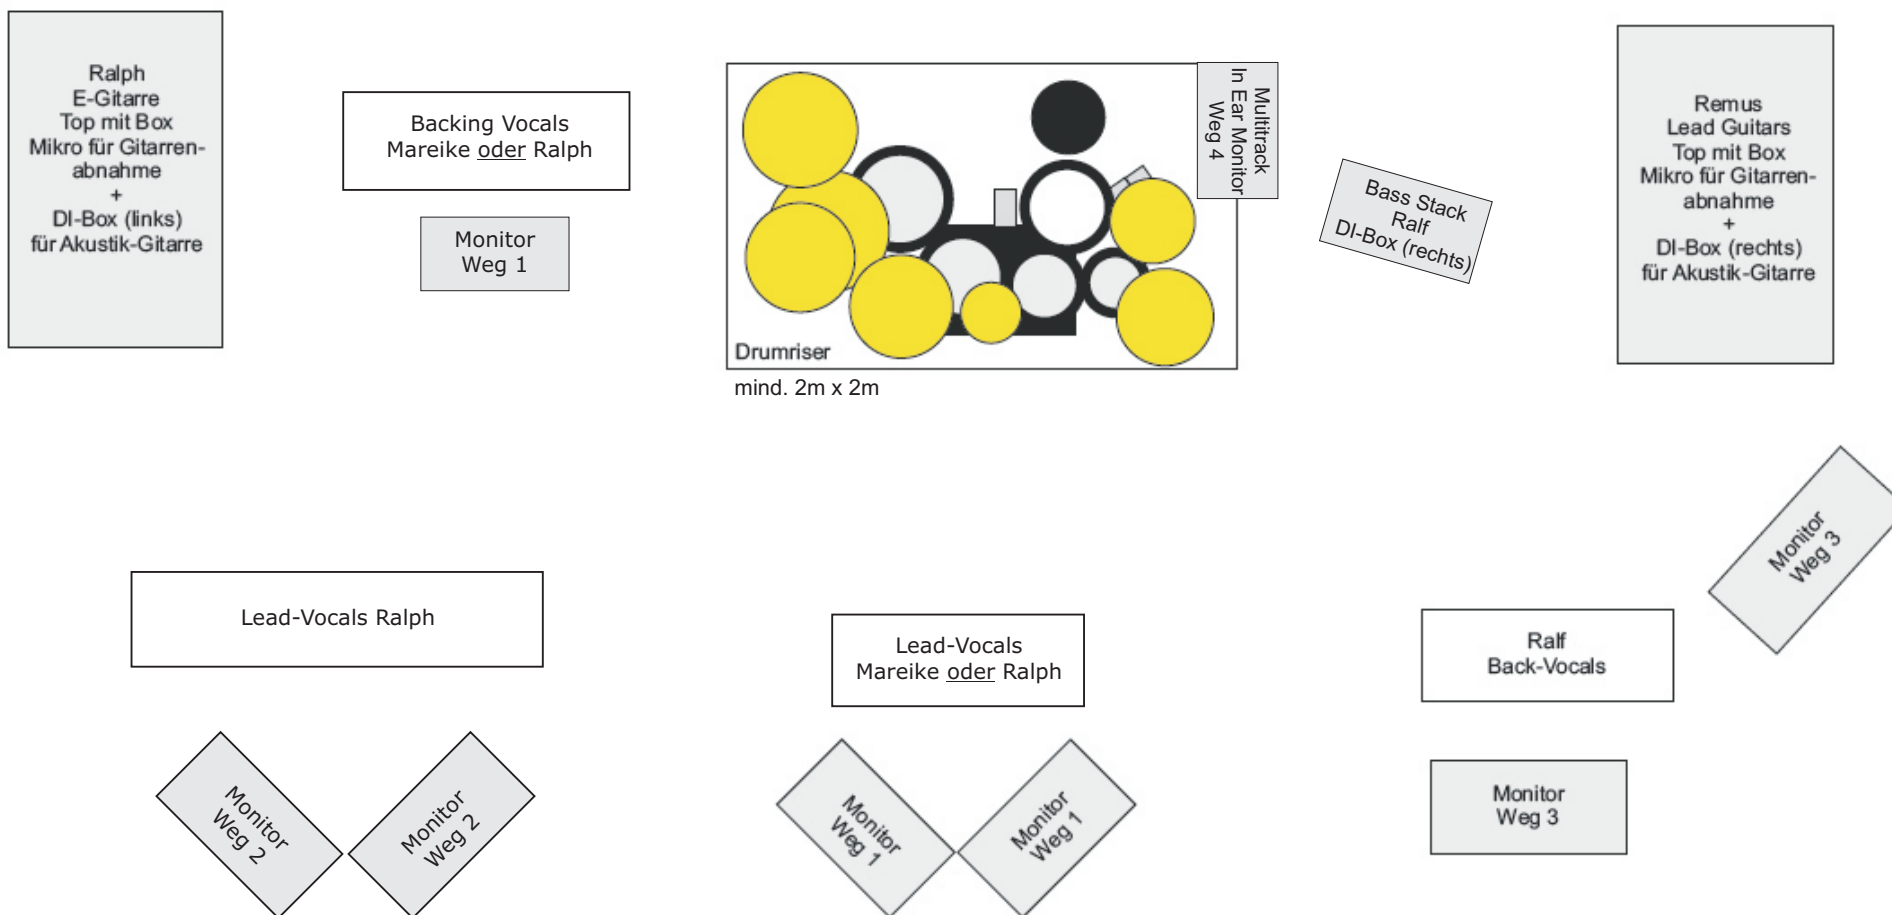 Ralph
E-Gitarre
Top mit Box
Mikro für Gitarren-
abnahme
+
DI-Box (links)
für Akustik-Gitarre
Backing Vocals
Mareike oder Ralph
Monitor
Weg 1
Drumriser
mind. 2m x 2m
Multitrack
In Ear Monitor
Weg 4
Bass Stack
Ralf
DI-Box (rechts)
Remus
Lead Guitars
Top mit Box
Mikro für Gitarren-
abnahme
+
DI-Box (rechts)
für Akustik-Gitarre
Monitor
Weg 3
Lead-Vocals Ralph
Lead-Vocals
Mareike oder Ralph
Ralf
Back-Vocals
Monitor
Weg 2
Monitor
Weg 2
Monitor
Weg 1
Monitor
Weg 1
Monitor
Weg 3